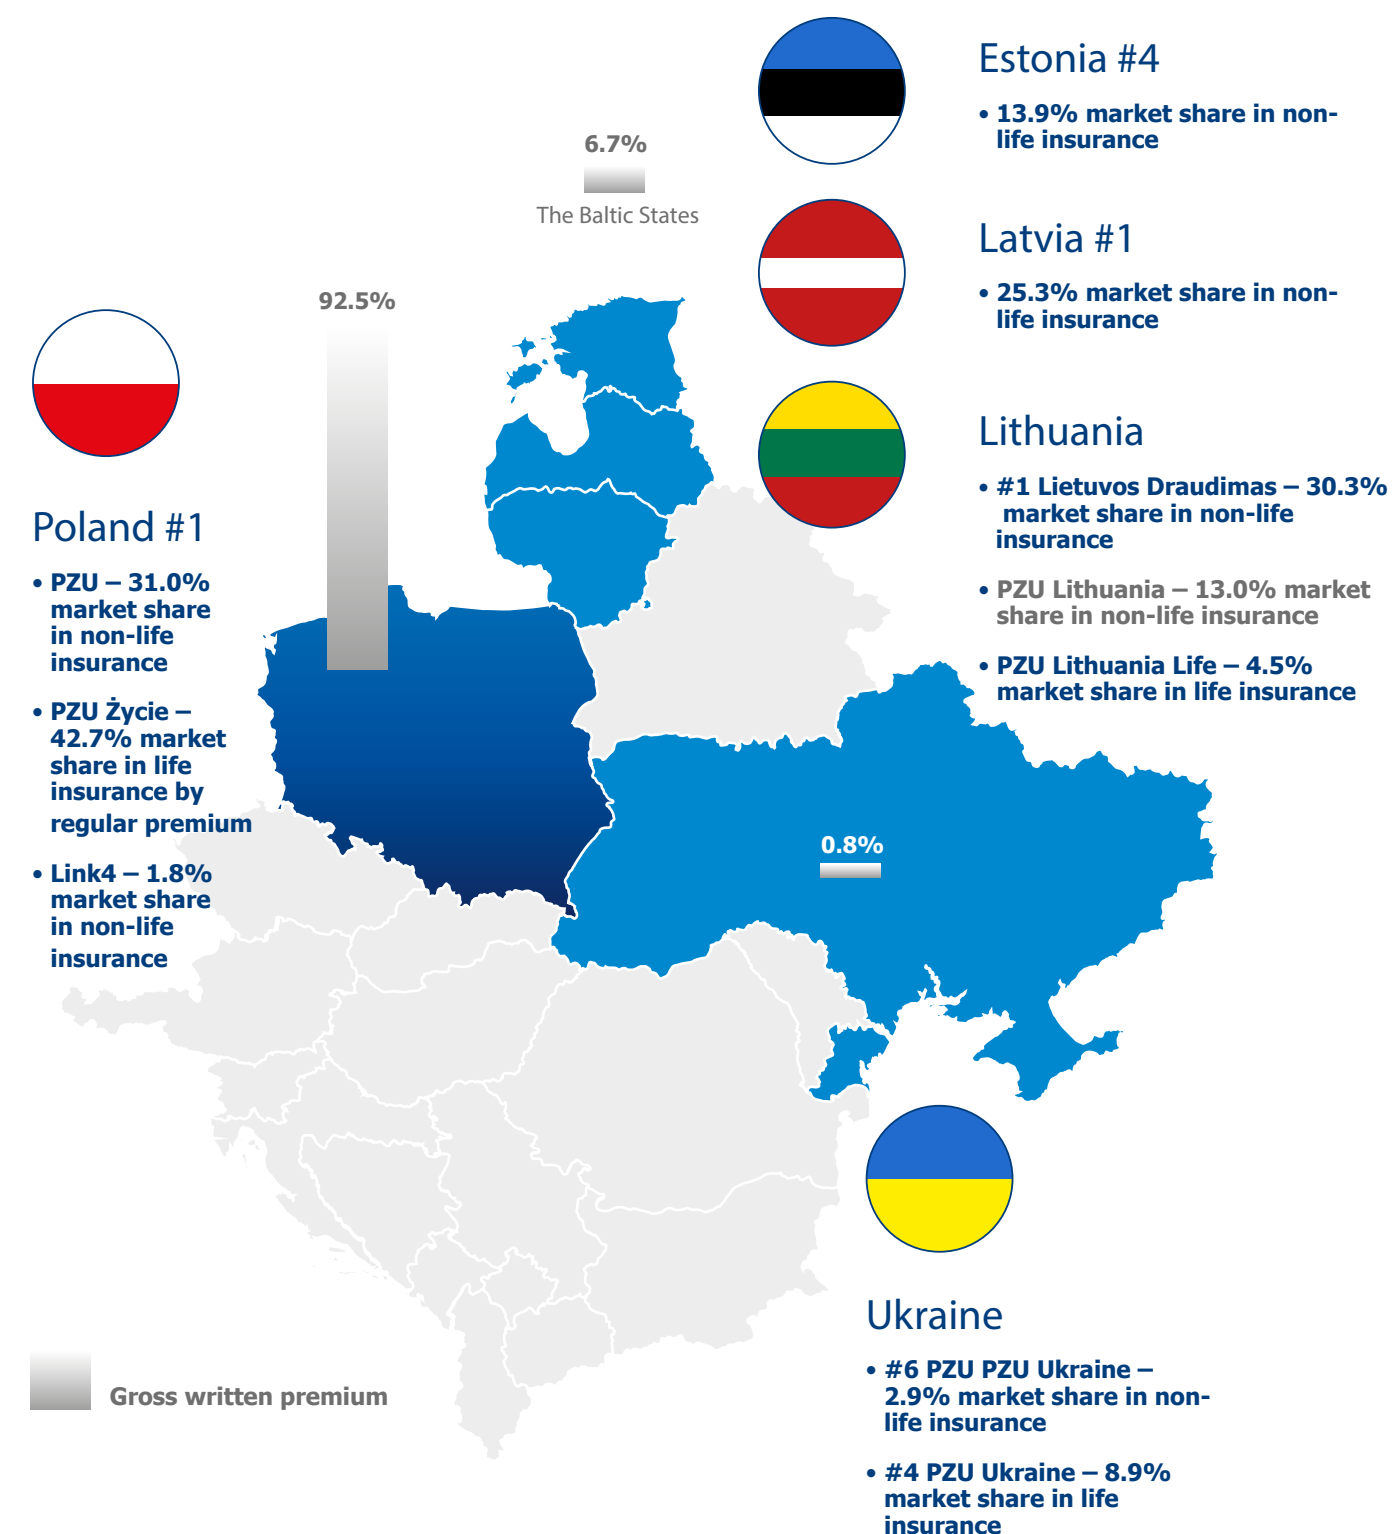 Estonia #4
• 13.9% market share in non-
life insurance
6.7%
The Baltic States
Latvia #1
• 25.3% market share in non-
life insurance
92.5%
Lithuania
• #1 Lietuvos Draudimas – 30.3%
market share in non-life
insurance
• PZU Lithuania – 13.0% market
share in non-life insurance
• PZU Lithuania Life – 4.5%
market share in life insurance
Poland #1
• PZU – 31.0%
market share
in non-life
insurance
• PZU Życie –
42.7% market
share in life
insurance by
regular premium
• Link4 – 1.8%
market share
in non-life
insurance
0.8%
Ukraine
• #6 PZU PZU Ukraine –
2.9% market share in non-
life insurance
• #4 PZU Ukraine – 8.9%
market share in life
insurance
Gross written premium